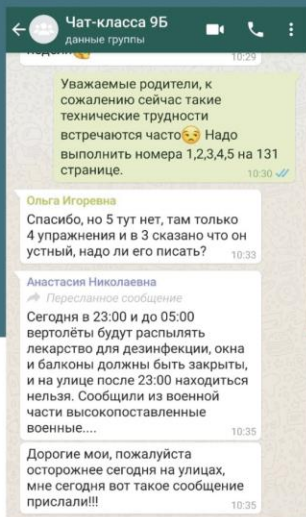 Чат-класса 9Б
данные группы
недели
10:29
Уважаемые родители, к
сожалению сейчас такие
технические трудности
встречаются часто😔 Надо
выполнить номера 1,2,3,4,5 на 131
странице.
10:30
Ольга Игоревна
Спасибо, но 5 тут нет, там только
4 упражнения и в 3 сказано что он
устный, надо ли его писать?
10:33
Анастасия Николаевна
Пересланное сообщение
Сегодня в 23:00 и до 05:00
вертолёты будут распылять
лекарство для дезинфекции, окна
и балконы должны быть закрыты,
и на улице после 23:00 находиться
нельзя. Сообщили из военной
части высокопоставленные
военные....
10:35
Дорогие мои, пожалуйста
осторожнее сегодня на улицах,
мне сегодня вот такое сообщение
прислали!!!
10:35